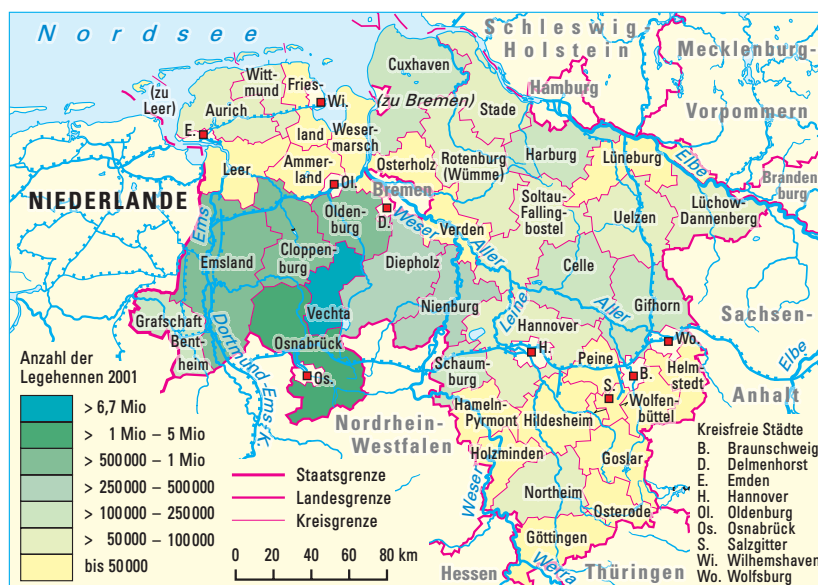 Nordsee
Schleswig-
Holstein
Mecklenburg-
Vorpommern
Hamburg
Cuxhaven
(zu Bremen)
Stade
(zu
Leer)
Witt-
mund
Fries-
land
Wi.
Aurich
E.
Weser-
marsch
Leer
Ammer-
land
Osterholz
Rotenburg
(Wümme)
Harburg
Lüneburg
Elbe
Branden
burg
NIEDERLANDE
Ems
Ol.
Bremen
Olden-
burg
D.
Weser
Verden
Aller
Soltau-
Falling-
bostel
Uelzen
Lüchow-
Dannenberg
Emsland
Cloppen-
burg
Diepholz
Celle
Vechta
Nienburg
Leine
Aller
Gifhorn
Sachsen-
Anhalt
Grafschaft
Bent-
heim
Dortmund-
Ems-K.
Osnabrück
Os.
Hannover
H.
Peine
Wo.
Elbe
Schaum-
burg
B.
Helm-
stedt
S.
Wolfen-
büttel
Nordrhein-
Westfalen
Hameln-
Pyrmont
Hildesheim
Holzminden
Goslar
Weser
Northeim
Osterode
Göttingen
Werra
Hessen
Thüringen
Anzahl der
Legehennen 2001
> 6,7 Mio
> 1 Mio – 5 Mio
> 500 000 – 1 Mio
> 250 000 – 500 000
> 100 000 – 250 000
> 50 000 – 100 000
bis 50 000
Staatsgrenze
Landesgrenze
Kreisgrenze
0 20 40 60 80 km
Kreisfreie Städte
B. Braunschweig
D. Delmenhorst
E. Emden
H. Hannover
Ol. Oldenburg
Os. Osnabrück
S. Salzgitter
Wi. Wilhemshaven
Wo. Wolfsburg